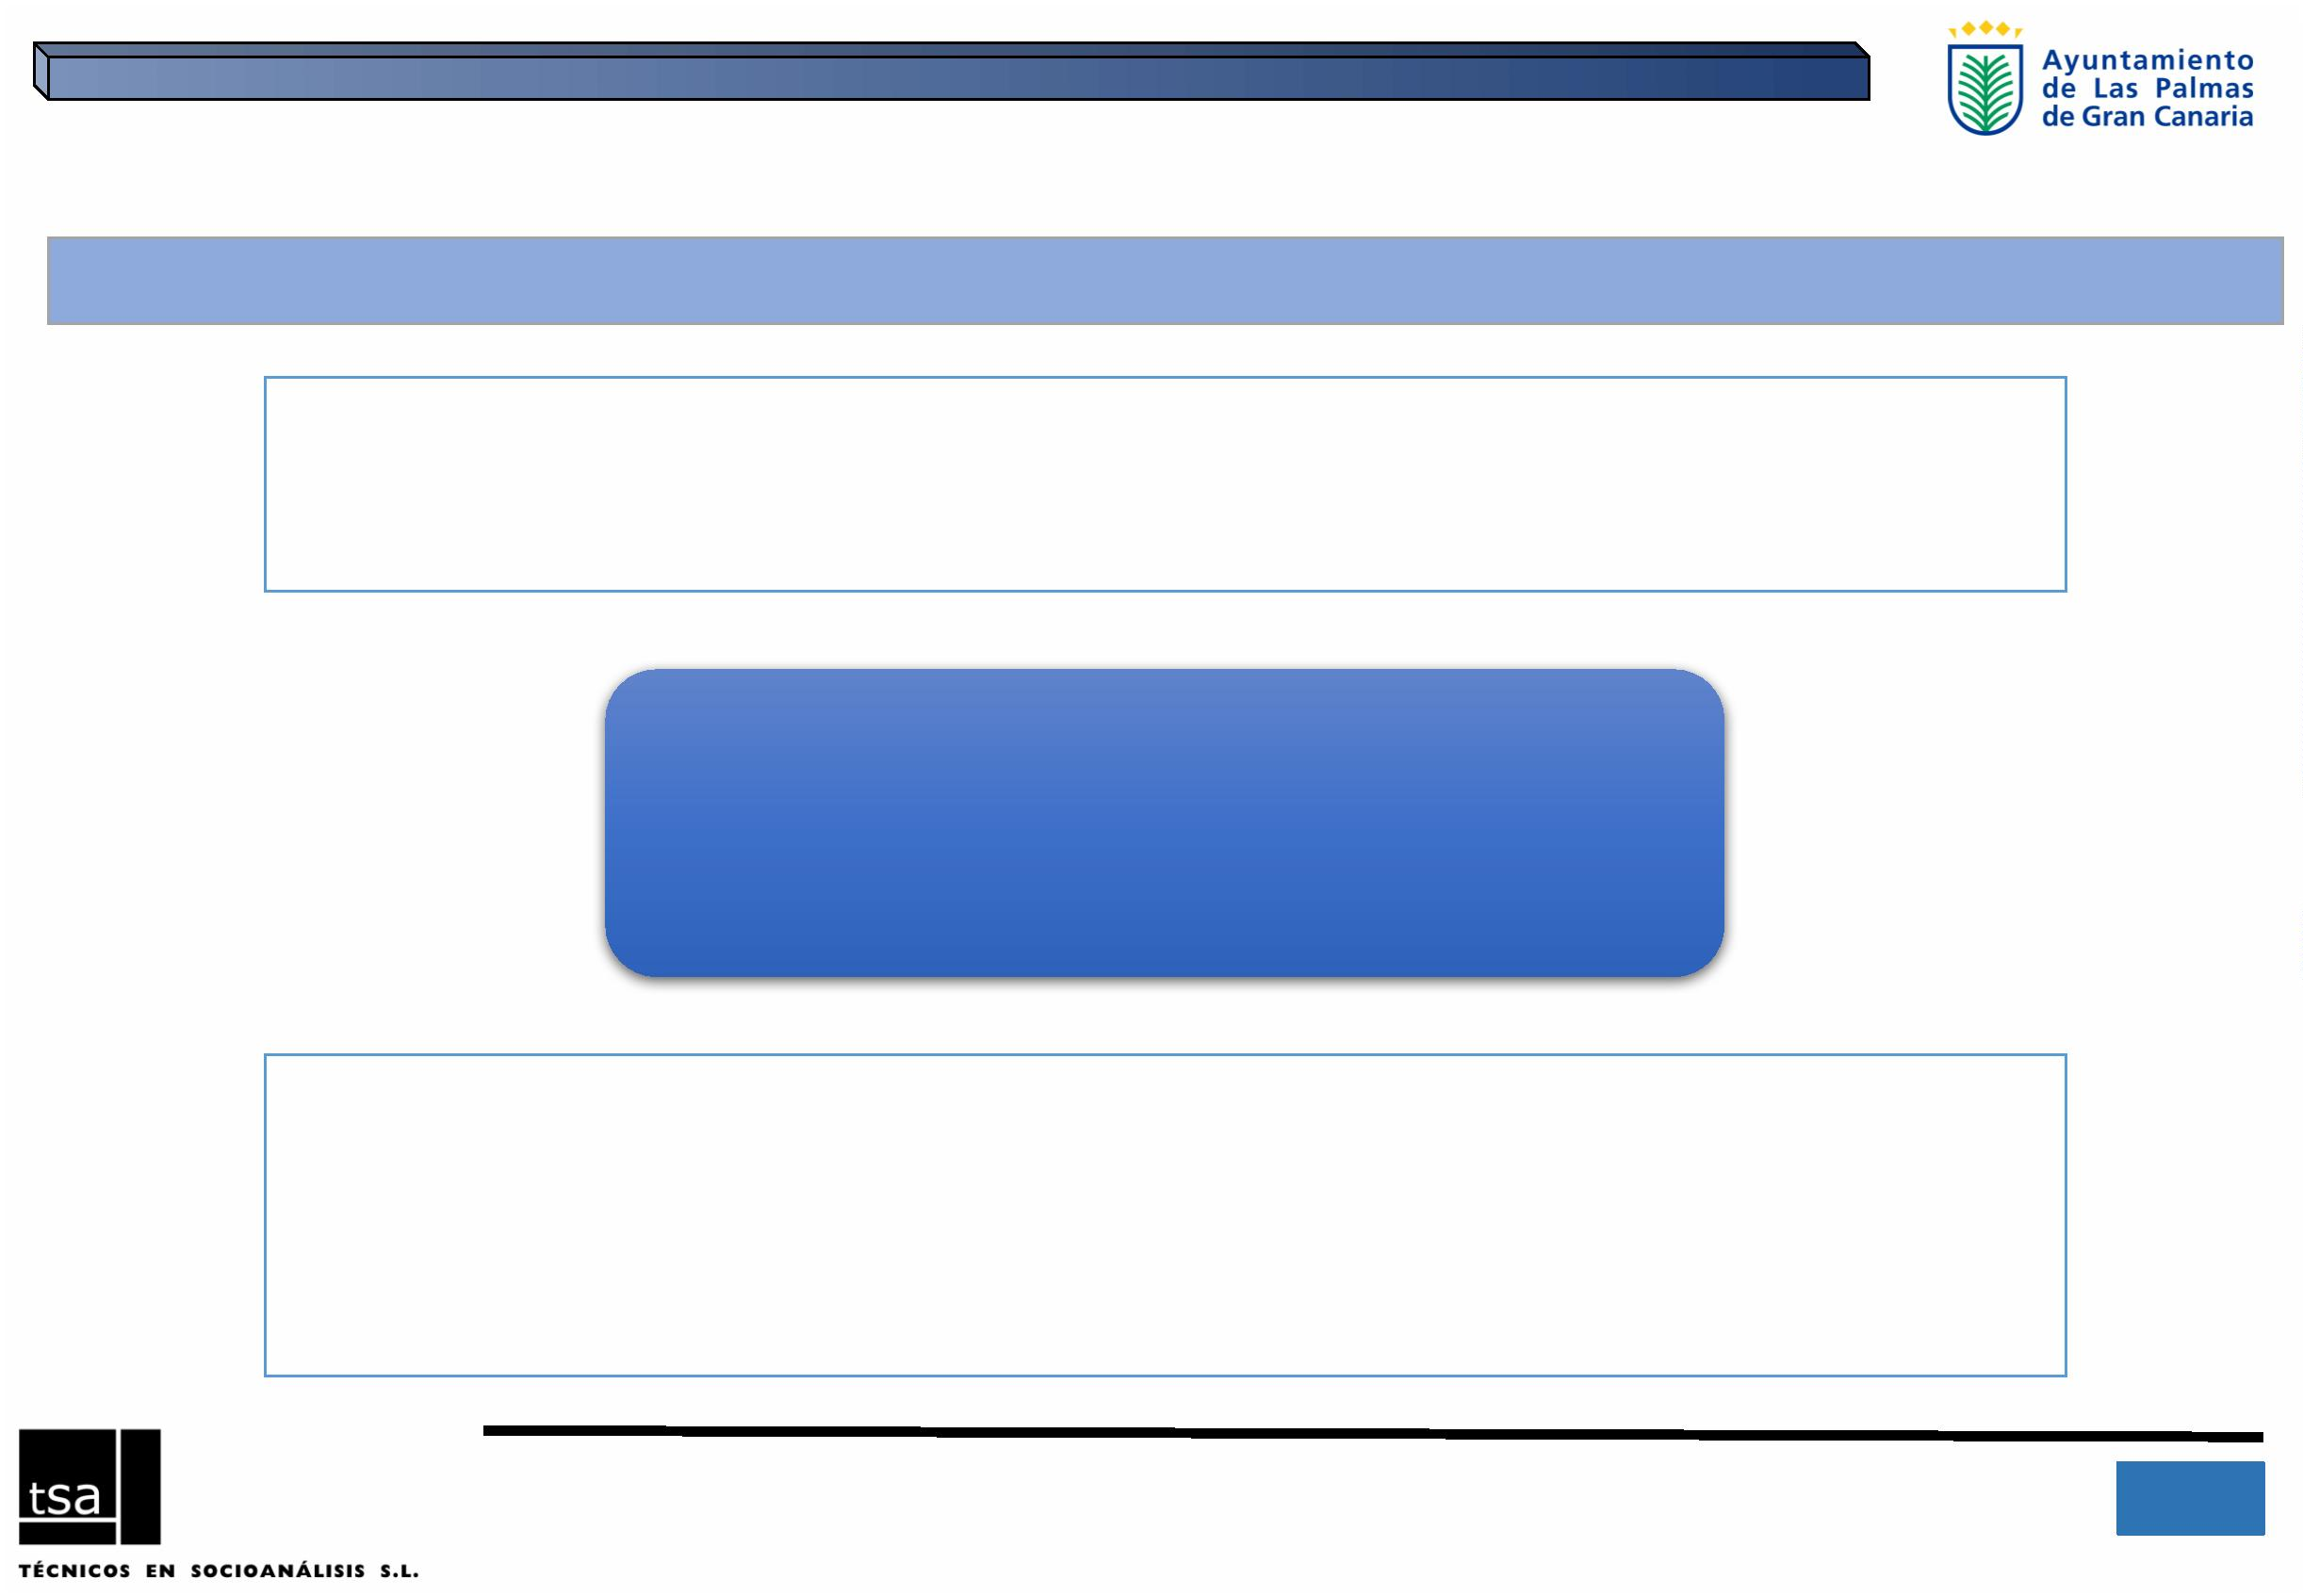 Ayuntamiento
de Las Palmas
de Gran Canaria
tsa
TÉCNICOS EN SOCIOANÁLISIS S.L.